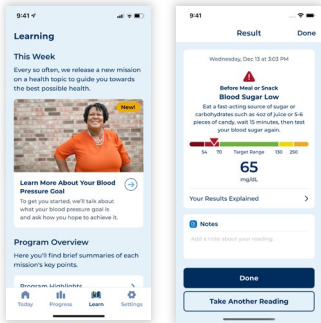 9:41
Learning
This Week
Every so often, we release a new mission
on a health topic to guide you towards
the best possible health.
New!
Learn More About Your Blood
Pressure Goal
To get you started, we'll talk about
what your blood pressure goal is
and ask how you hope to achieve it.
Program Overview
Here you'll find brief summaries of each
mission's key points.
Program Highlights
Today
Progress
Learn
Settings
9:41
Result
Done
Wednesday, Dec 13 at 3:03 PM
Before Meal or Snack
Blood Sugar Low
Eat a fast-acting source of sugar or
carbohydrates such as 4oz of juice or 5-6
pieces of candy, wait 15 minutes, then test
your blood sugar again.
54 70 Target Range 130 250
65
mg/dL
Your Results Explained
Notes
Add a note about your reading.
Done
Take Another Reading